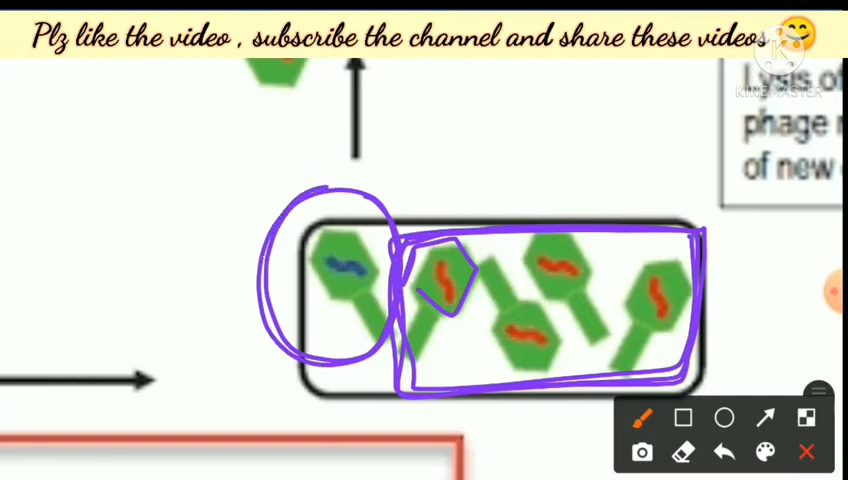 Plz like the video , subscribe the channel and share these videos
K
KINEMASTER
Lysis of
phage
of new